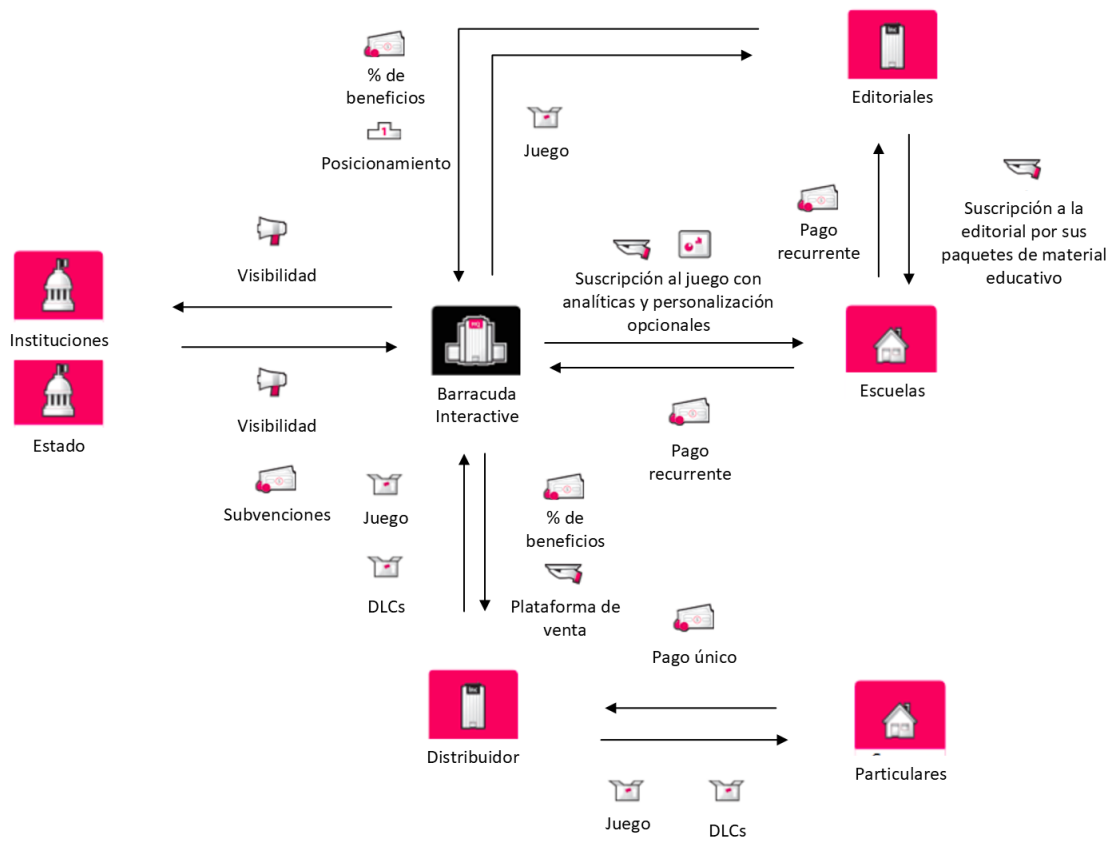 % de
beneficios
Posicionamiento
Juego
Editoriales
Pago
recurrente
Suscripción a la
editorial por sus
paquetes de material
educativo
Visibilidad
Instituciones
Estado
Visibilidad
Subvenciones
HQ
Barracuda
Interactive
Suscripción al juego con
analíticas y personalización
opcionales
Escuelas
Pago
recurrente
Juego
DLCs
% de
beneficios
Plataforma de
venta
Pago único
Distribuidor
Particulares
Juego
DLCs